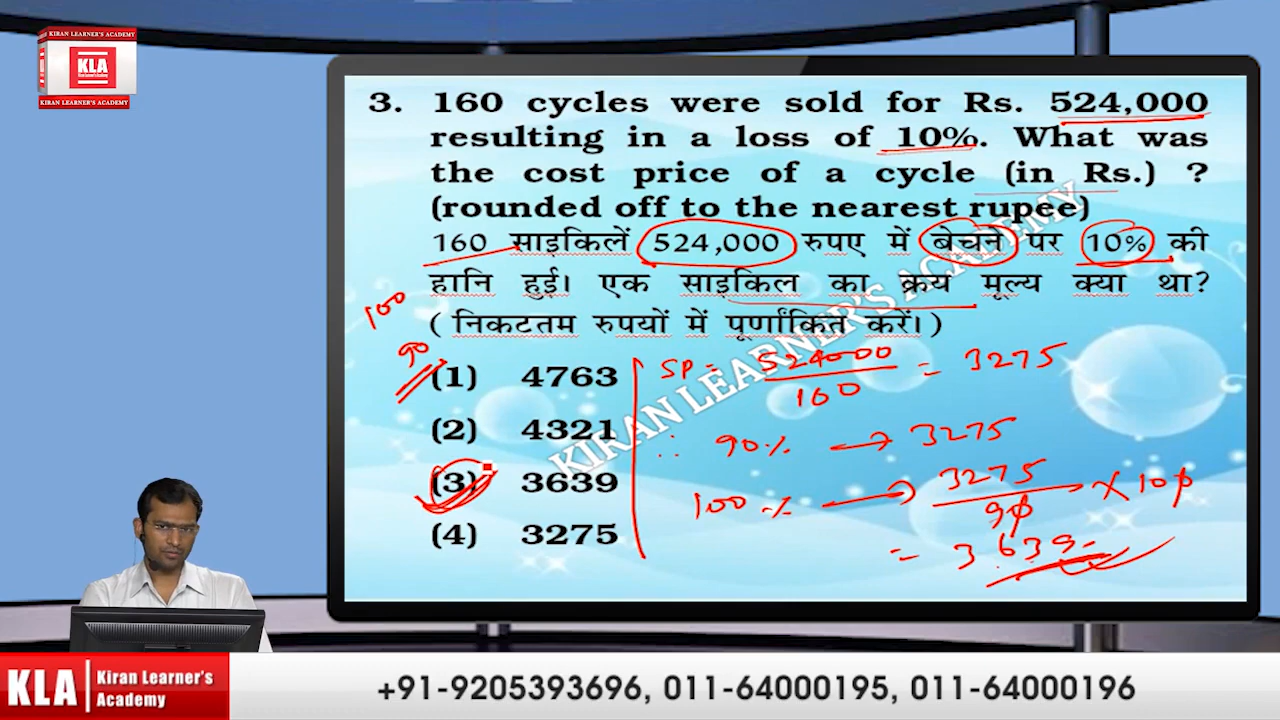 KIRAN LEARNER'S ACADEMY
KLA
KIRAN LEARNER'S ACADEMY
3. 160 cycles were sold for Rs. 524,000
resulting in a loss of 10%. What was
the cost price of a cycle (in Rs.) ?
(rounded off to the nearest rupee)
160 साइकिलें 524,000 रुपए में बेचने पर 10% की
हानि हुई। एक साइकिल का क्रय मूल्य क्या था?
( निकटतम रुपयों में पूर्णांकित करें।)
100
90
(1) 4763
(2) 4321
(3) 3639
(4) 3275
SP = 524000 / 160 = 3275
∴ 90% → 3275
100% → 3275 / 90 × 100
= 3639
KIRAN LEARNER'S ACADEMY
KLA Kiran Learner's
Academy
+91-9205393696, 011-64000195, 011-64000196